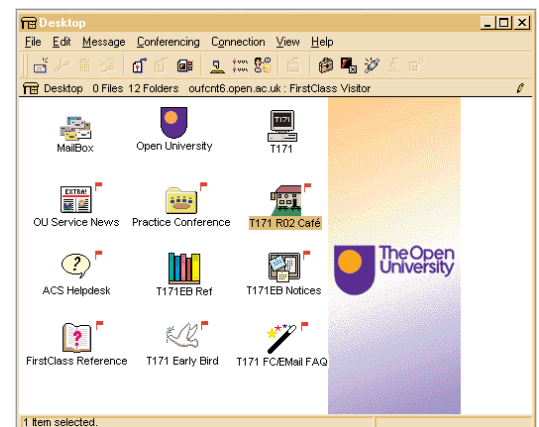 Desktop
File Edit Message Conferencing Connection View Help
Desktop 0 Files 12 Folders oufcnt6.open.ac.uk : FirstClass Visitor
MailBox
Open University
T171
T171
EXTRA!
OU Service News
Practice Conference
T171 R02 Café
ACS Helpdesk
T171EB Ref
T171EB Notices
FirstClass Reference
T171 Early Bird
T171 FC/EMail FAQ
The Open
University
1 Item selected.